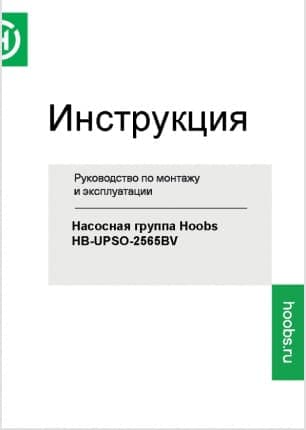 Инструкция
Руководство по монтажу
и эксплуатации
Насосная группа Hoobs
HB-UPSO-2565BV
hoobs.ru